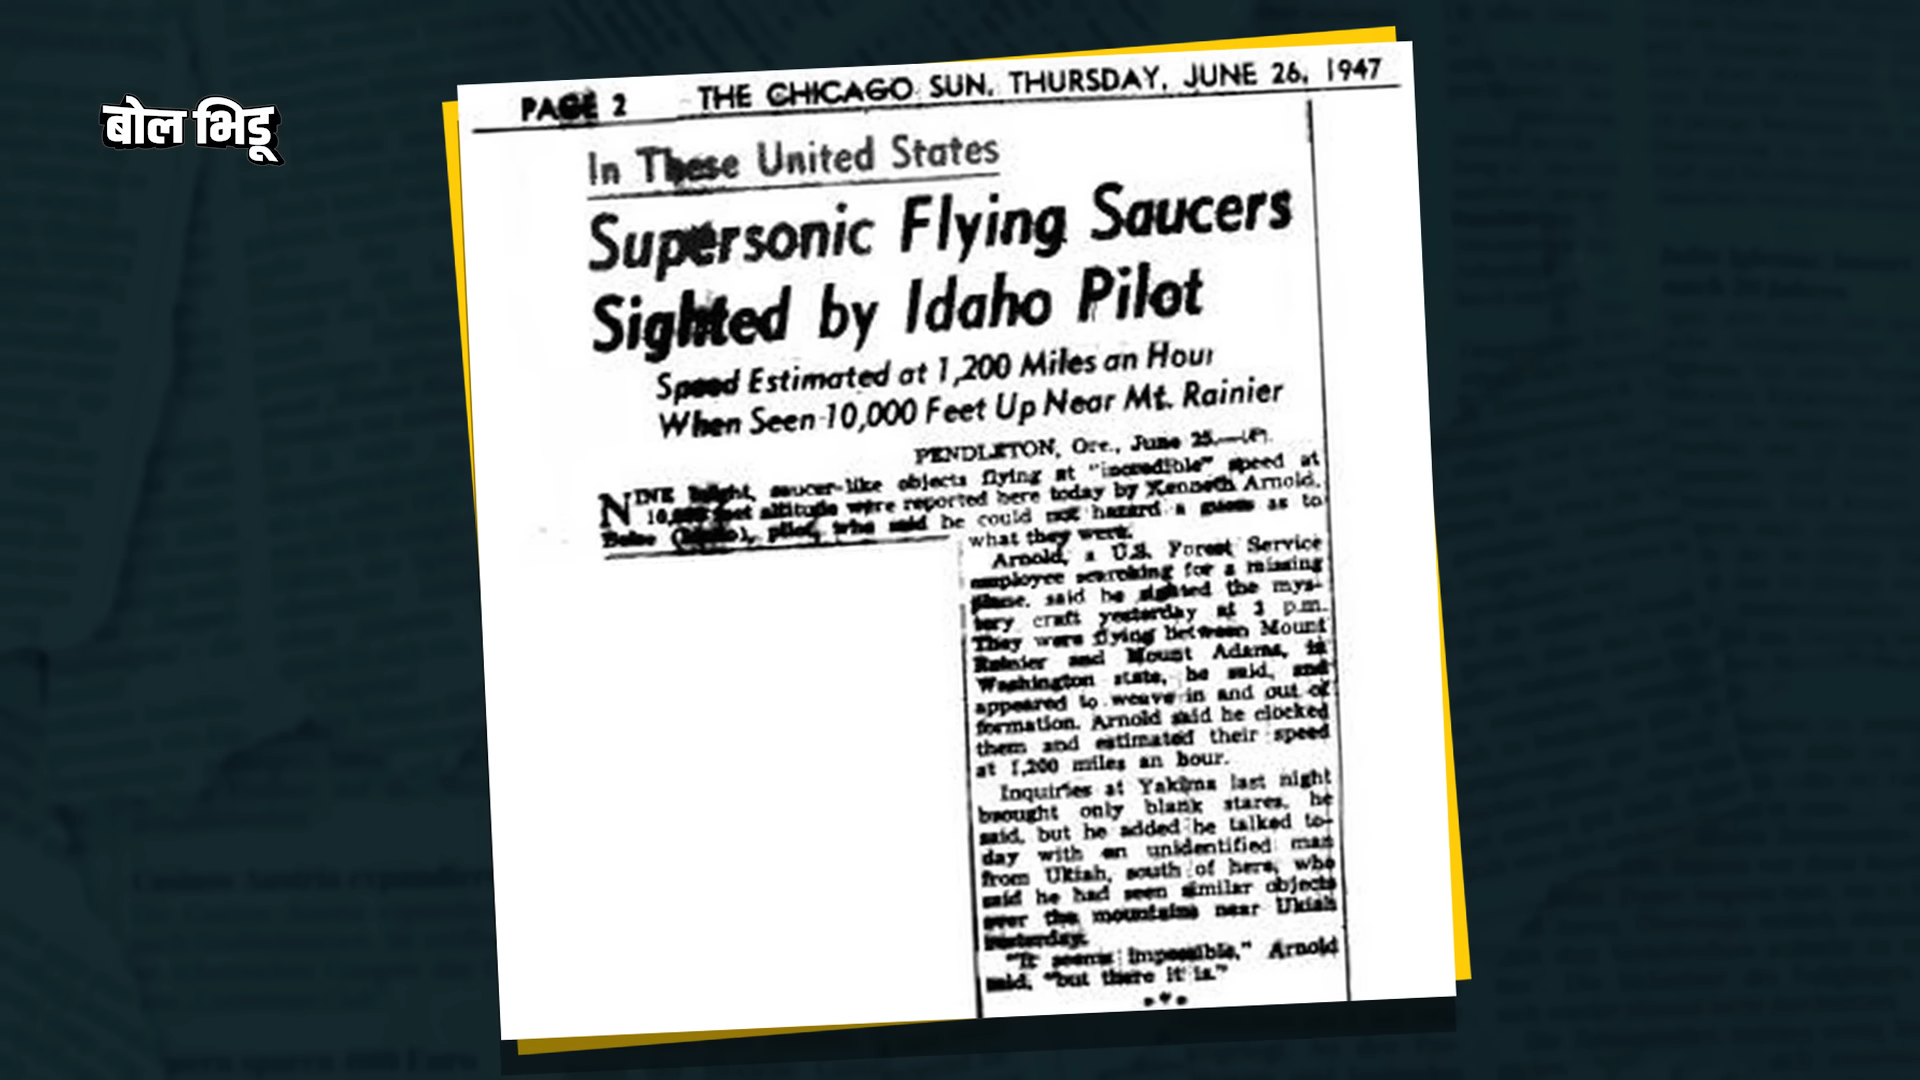 बोल भिडू
PAGE 2 THE CHICAGO SUN, THURSDAY, JUNE 26, 1947
In These United States
Supersonic Flying Saucers
Sighted by Idaho Pilot
Speed Estimated at 1,200 Miles an Hour
When Seen 10,000 Feet Up Near Mt. Rainier
PENDLETON, Ore., June 25.—(AP).
NINE bright, saucer-like objects flying at "incredible" speed at
10,000 feet altitude were reported here today by Kenneth Arnold,
Boise (Idaho), pilot, who said he could not hazard a guess as to
what they were.
Arnold, a U.S. Forest Service
employee searching for a missing
plane, said he sighted the mys-
tery craft yesterday at 3 p.m.
They were flying between Mount
Rainier and Mount Adams, in
Washington state, he said, and
appeared to weave in and out of
formation. Arnold said he clocked
them and estimated their speed
at 1,200 miles an hour.
Inquiries at Yakima last night
brought only blank stares, he
said, but he added he talked to-
day with an unidentified man
from Ukiah, south of here, who
said he had seen similar objects
over the mountains near Ukiah
yesterday.
"It seems impossible," Arnold
said, "but there it is."